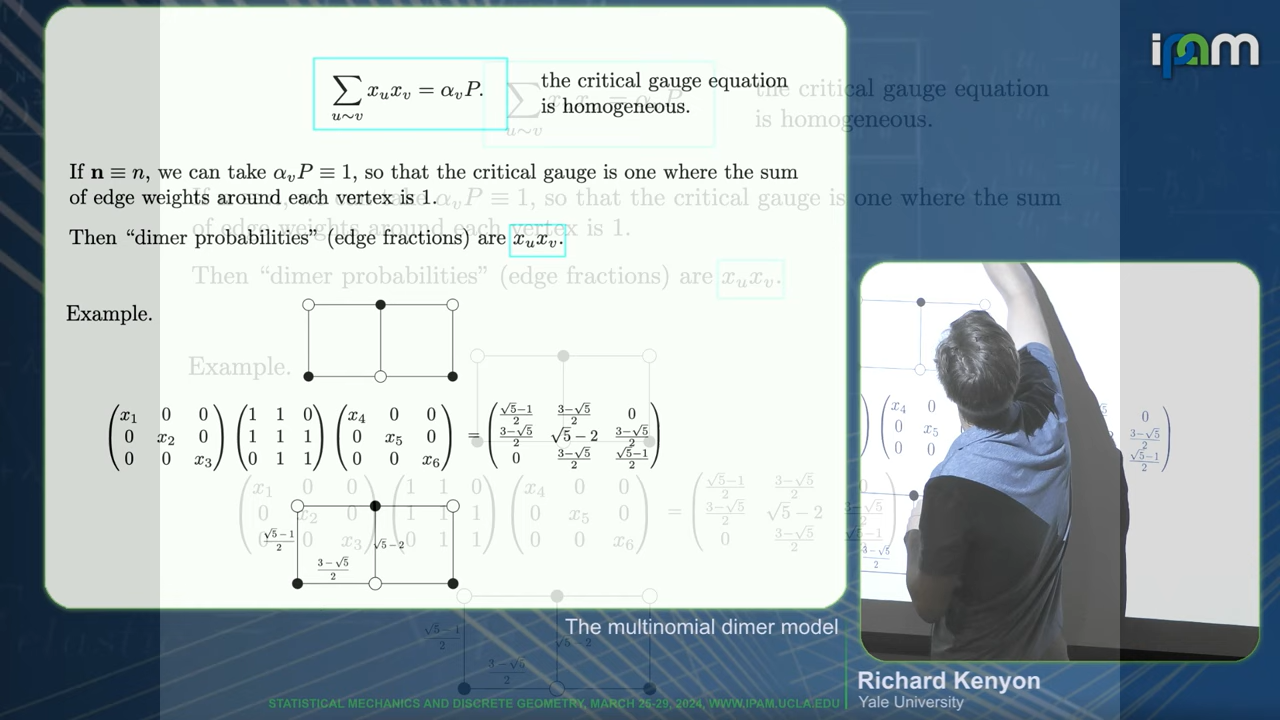 ipam
∑ x_u x_v = α_v P.
u∼v
the critical gauge equation
is homogeneous.
If n ≡ n, we can take α_v P ≡ 1, so that the critical gauge is one where the sum
of edge weights around each vertex is 1.
Then “dimer probabilities” (edge fractions) are x_u x_v.
Example.
( x₁ 0 0 ) ( 1 1 0 ) ( x₄ 0 0 ) ( (√5−1)/2 (3−√5)/2 0 )
( 0 x₂ 0 ) ( 1 1 1 ) ( 0 x₅ 0 ) = ( (3−√5)/2 √5−2 (3−√5)/2 )
( 0 0 x₃ ) ( 0 1 1 ) ( 0 0 x₆ ) ( 0 (3−√5)/2 (√5−1)/2 )
(√5−1)/2
√5−2
(3−√5)/2
The multinomial dimer model
Richard Kenyon
Yale University
STATISTICAL MECHANICS AND DISCRETE GEOMETRY, MARCH 25-29, 2024, WWW.IPAM.UCLA.EDU